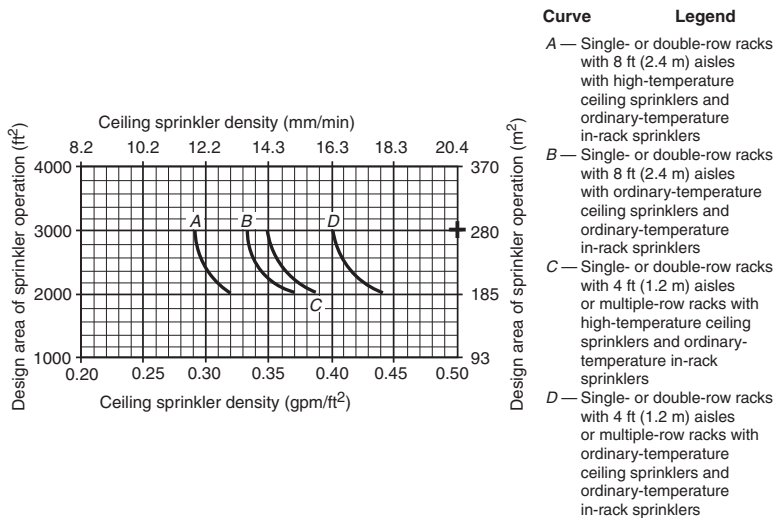 Curve Legend
A — Single- or double-row racks
with 8 ft (2.4 m) aisles
with high-temperature
ceiling sprinklers and
ordinary-temperature
in-rack sprinklers
B — Single- or double-row racks
with 8 ft (2.4 m) aisles
with ordinary-temperature
ceiling sprinklers and
ordinary-temperature
in-rack sprinklers
C — Single- or double-row racks
with 4 ft (1.2 m) aisles
or multiple-row racks with
high-temperature ceiling
sprinklers and ordinary-
temperature in-rack
sprinklers
D — Single- or double-row racks
with 4 ft (1.2 m) aisles
or multiple-row racks with
ordinary-temperature
ceiling sprinklers and
ordinary-temperature
in-rack sprinklers
Ceiling sprinkler density (mm/min)
8.2 10.2 12.2 14.3 16.3 18.3 20.4
Design area of sprinkler operation (ft²)
4000 370
A B D
3000 280
2000 185
C
1000 93
Design area of sprinkler operation (m²)
0.20 0.25 0.30 0.35 0.40 0.45 0.50
Ceiling sprinkler density (gpm/ft²)